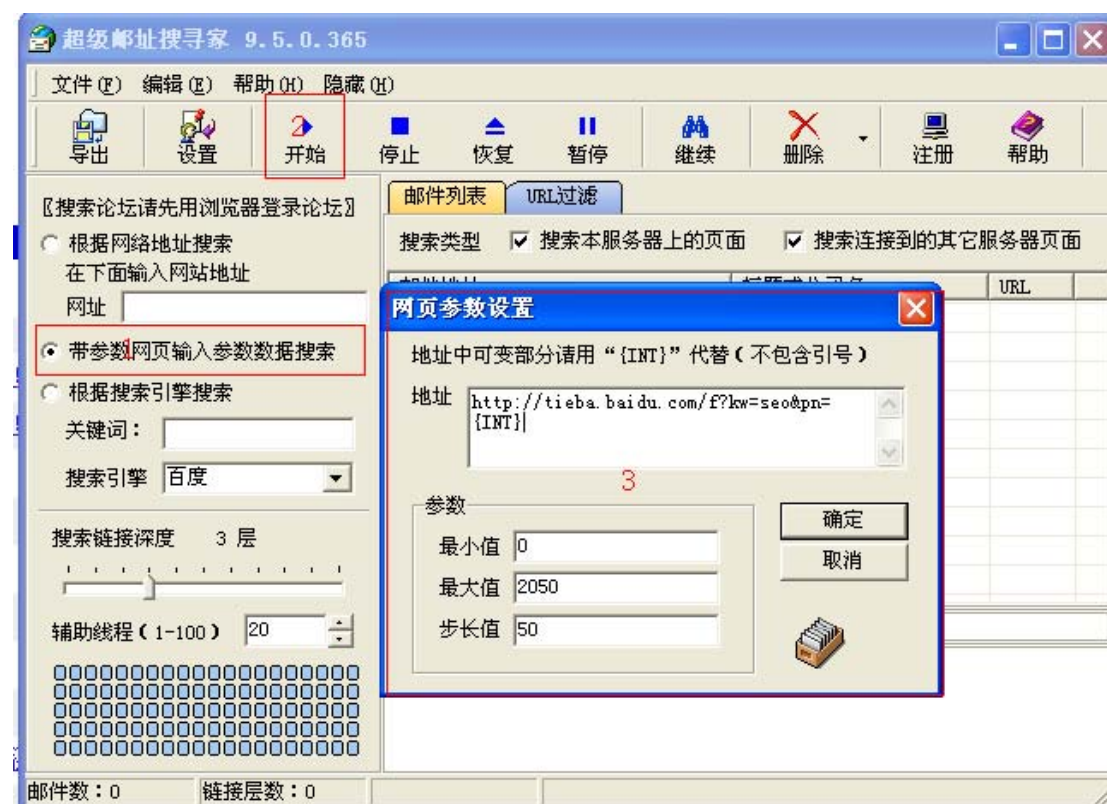 超级邮址搜寻家 9.5.0.365
文件(F) 编辑(E) 帮助(H) 隐藏(H)
导出 设置 2 开始 停止 恢复 暂停 继续 删除 注册 帮助
〖搜索论坛请先用浏览器登录论坛〗
根据网络地址搜索
在下面输入网站地址
网址
1
带参数网页输入参数数据搜索
根据搜索引擎搜索
关键词：
搜索引擎 百度
搜索链接深度 3 层
辅助线程(1-100) 20
邮件列表 URL过滤
搜索类型 搜索本服务器上的页面 搜索连接到的其它服务器页面
URL
网页参数设置
地址中可变部分请用“{INT}”代替(不包含引号)
地址 http://tieba.baidu.com/f?kw=seo&pn=
{INT}
3
参数
最小值 0
最大值 2050
步长值 50
确定
取消
邮件数：0 链接层数：0